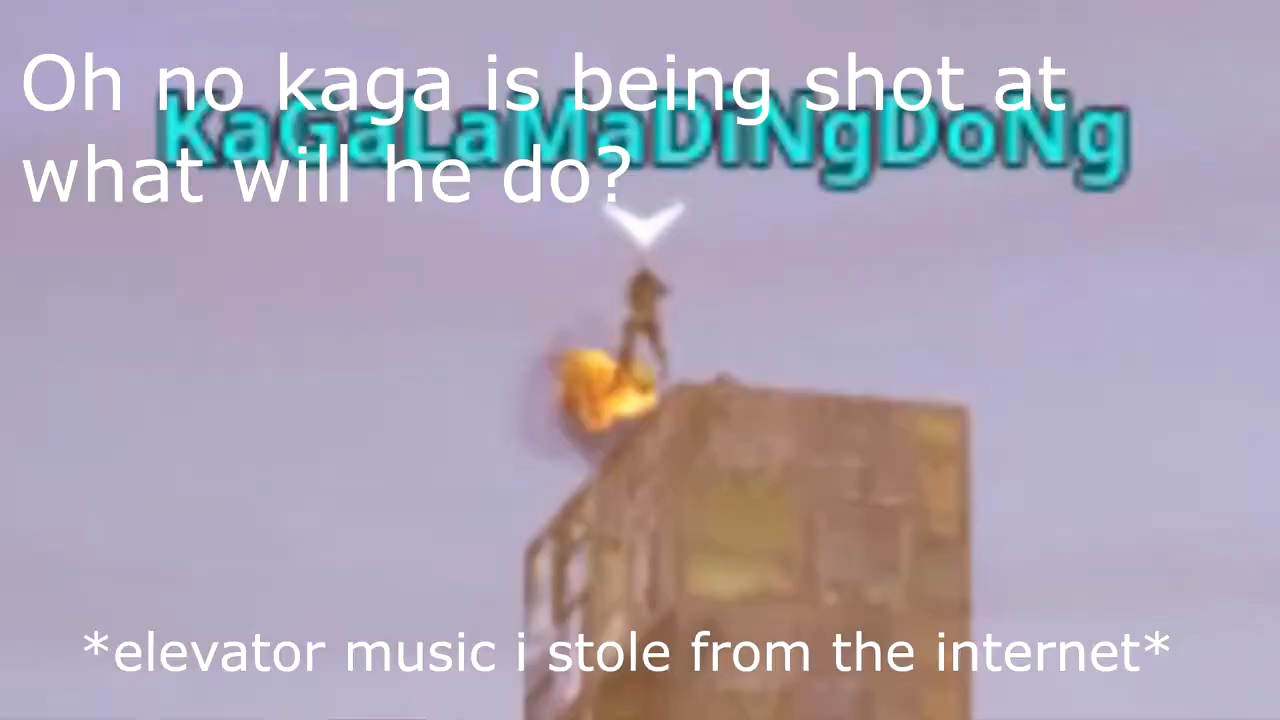 Oh no kaga is being shot at
KaGaLaMaDiNgDoNg
what will he do?
*elevator music i stole from the internet*